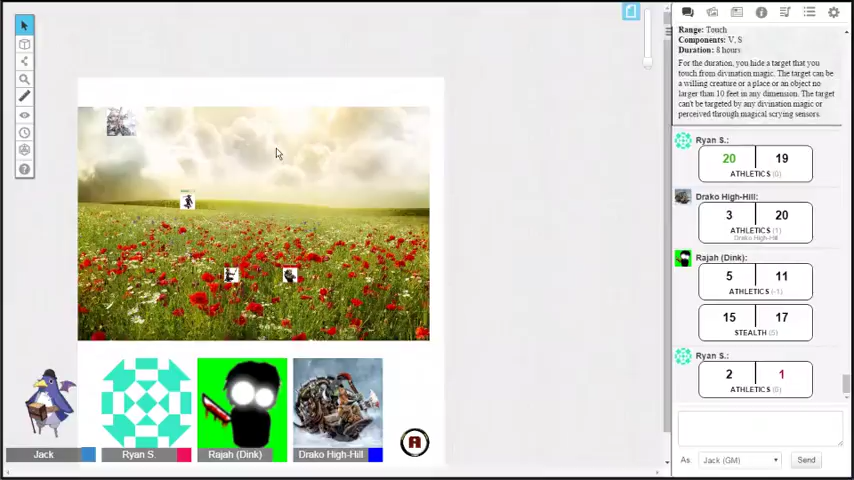 Range: Touch
Components: V, S
Duration: 8 hours
For the duration, you hide a target that you
touch from divination magic. The target can be
a willing creature or a place or an object no
larger than 10 feet in any dimension. The target
can't be targeted by any divination magic or
perceived through magical scrying sensors.
Ryan S.:
20 19
ATHLETICS (0)
Drako High-Hill:
3 20
ATHLETICS (1)
Drako High-Hill
Rajah (Dink):
5 11
ATHLETICS (-1)
15 17
STEALTH (5)
Ryan S.:
2 1
ATHLETICS (0)
A
Jack
Ryan S.
Rajah (Dink)
Drako High-Hill
As: Jack (GM) Send